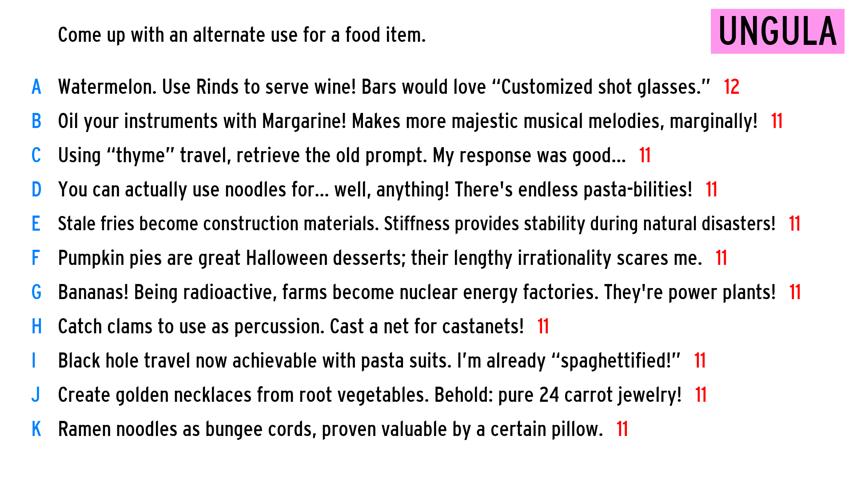 Come up with an alternate use for a food item.
UNGULA
A Watermelon. Use Rinds to serve wine! Bars would love “Customized shot glasses.” 12
B Oil your instruments with Margarine! Makes more majestic musical melodies, marginally! 11
C Using “thyme” travel, retrieve the old prompt. My response was good... 11
D You can actually use noodles for... well, anything! There's endless pasta-bilities! 11
E Stale fries become construction materials. Stiffness provides stability during natural disasters! 11
F Pumpkin pies are great Halloween desserts; their lengthy irrationality scares me. 11
G Bananas! Being radioactive, farms become nuclear energy factories. They're power plants! 11
H Catch clams to use as percussion. Cast a net for castanets! 11
I Black hole travel now achievable with pasta suits. I’m already “spaghettified!” 11
J Create golden necklaces from root vegetables. Behold: pure 24 carrot jewelry! 11
K Ramen noodles as bungee cords, proven valuable by a certain pillow. 11